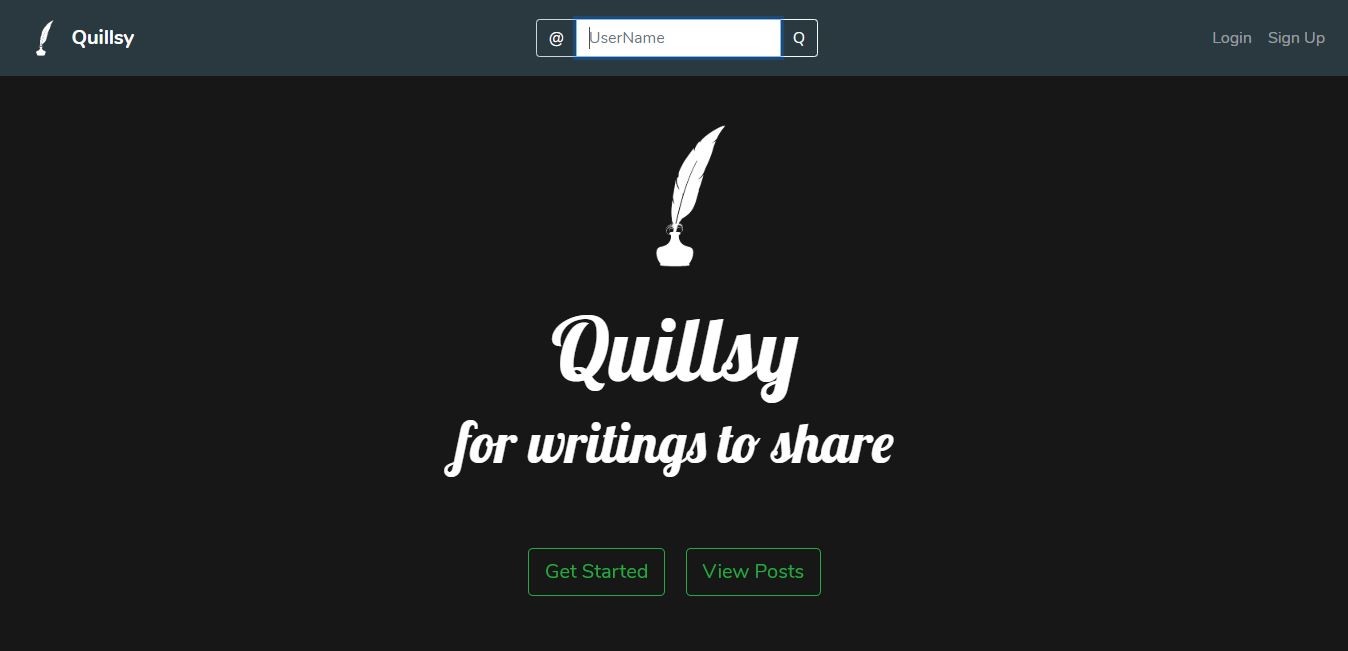 Quillsy
@ UserName Q
Login Sign Up
Quillsy
for writings to share
Get Started View Posts